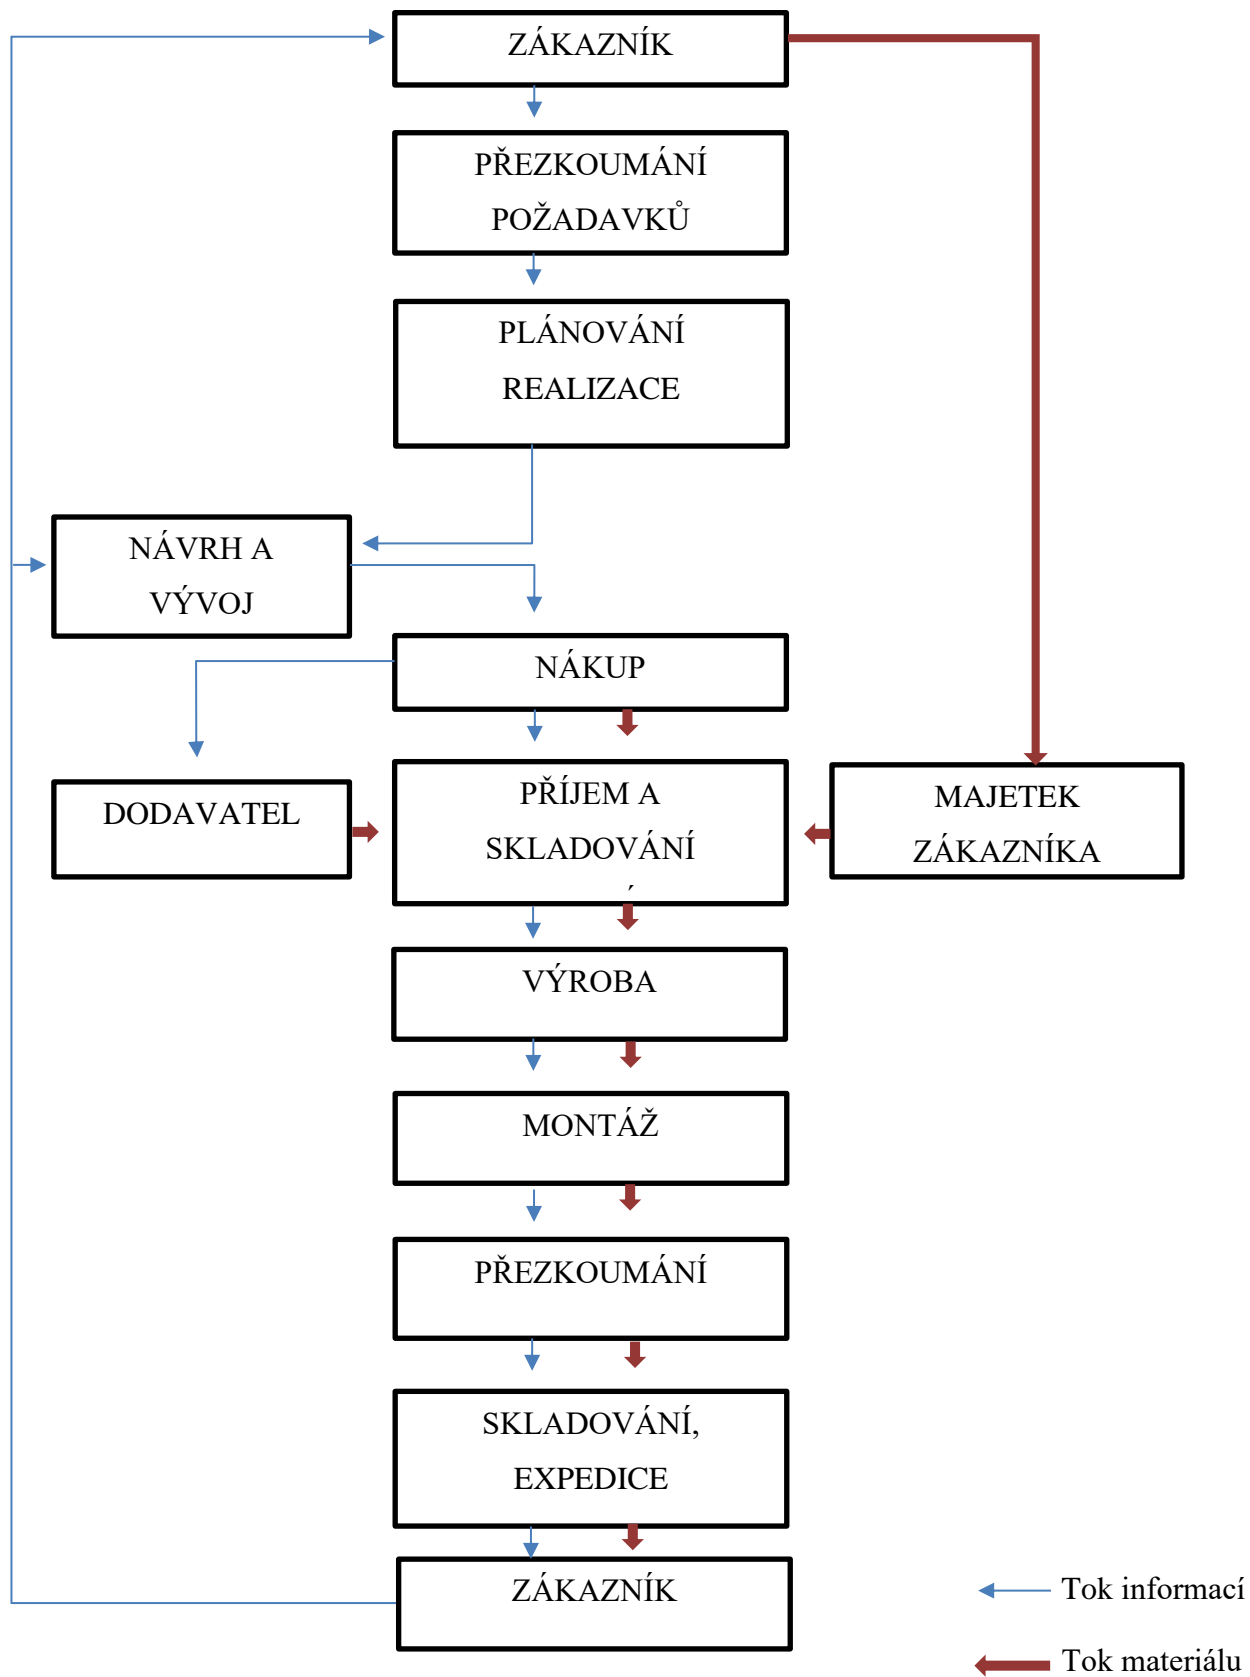 ZÁKAZNÍK
PŘEZKOUMÁNÍ
POŽADAVKŮ
PLÁNOVÁNÍ
REALIZACE
NÁVRH A
VÝVOJ
NÁKUP
DODAVATEL
PŘÍJEM A
SKLADOVÁNÍ
MAJETEK
ZÁKAZNÍKA
VÝROBA
MONTÁŽ
PŘEZKOUMÁNÍ
SKLADOVÁNÍ,
EXPEDICE
ZÁKAZNÍK
Tok informací
Tok materiálu